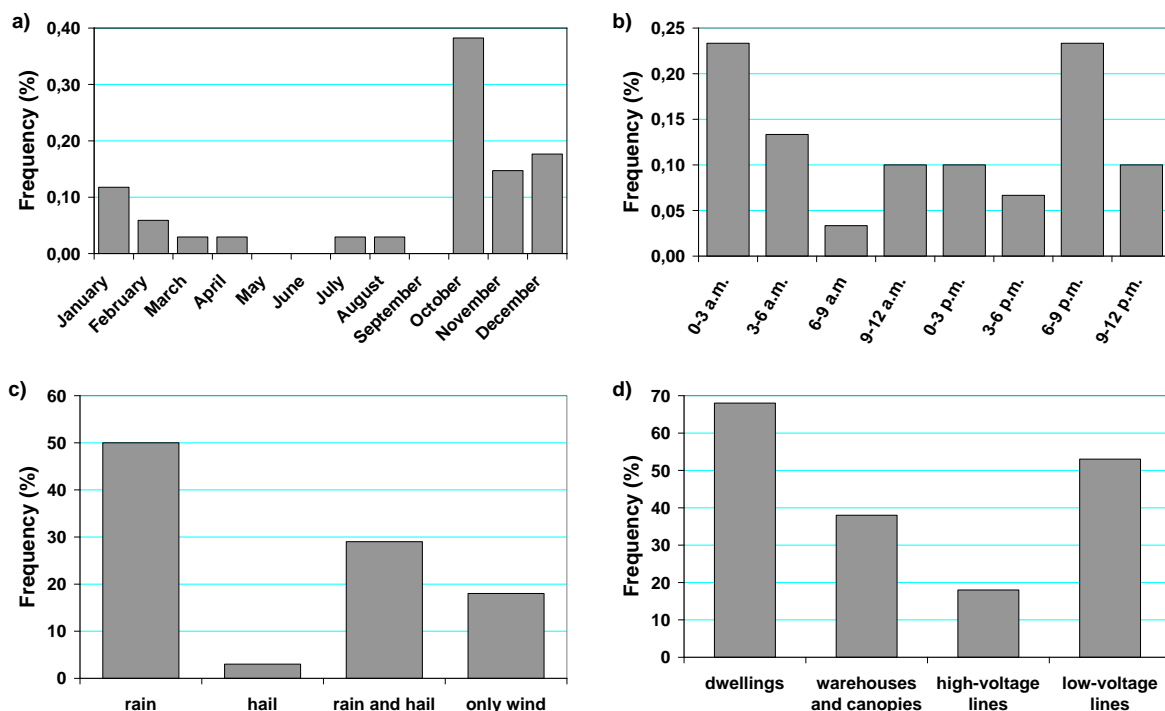 a)
Frequency (%)
0,40
0,30
0,20
0,10
0,00
January
February
March
April
May
June
July
August
September
October
November
December
b)
Frequency (%)
0,25
0,20
0,15
0,10
0,05
0,00
0-3 a.m.
3-6 a.m.
6-9 a.m
9-12 a.m.
0-3 p.m.
3-6 p.m.
6-9 p.m.
9-12 p.m.
c)
Frequency (%)
60
50
40
30
20
10
0
rain
hail
rain and hail
only wind
d)
Frequency (%)
70
60
50
40
30
20
10
0
dwellings
warehouses
and canopies
high-voltage
lines
low-voltage
lines